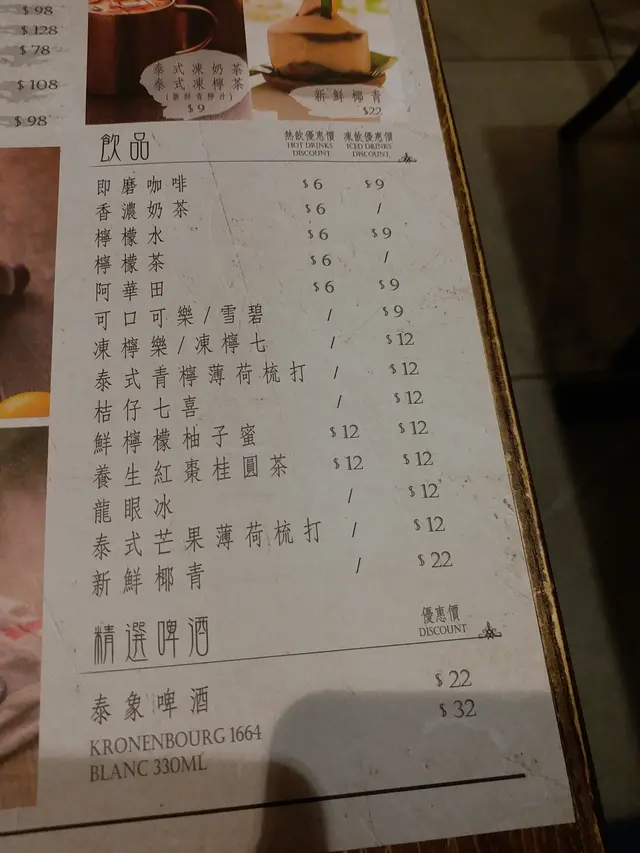 $98
$128
$78
$108
$98
泰式凍奶茶
泰式凍檸茶
(新鮮青檸汁)
$9
新鮮椰青
$22
飲品 熱飲優惠價 凍飲優惠價
HOT DRINKS DISCOUNT ICED DRINKS DISCOUNT
即磨咖啡 $6 $9
香濃奶茶 $6 /
檸檬水 $6 $9
檸檬茶 $6 /
阿華田 $6 $9
可口可樂/雪碧 / $9
凍檸樂/凍檸七 / $12
泰式青檸薄荷梳打 / $12
桔仔七喜 / $12
鮮檸檬柚子蜜 $12 $12
養生紅棗桂圓茶 $12 $12
龍眼冰 / $12
泰式芒果薄荷梳打 / $12
新鮮椰青 / $22
精選啤酒 優惠價
DISCOUNT
泰象啤酒 $22
KRONENBOURG 1664 $32
BLANC 330ML